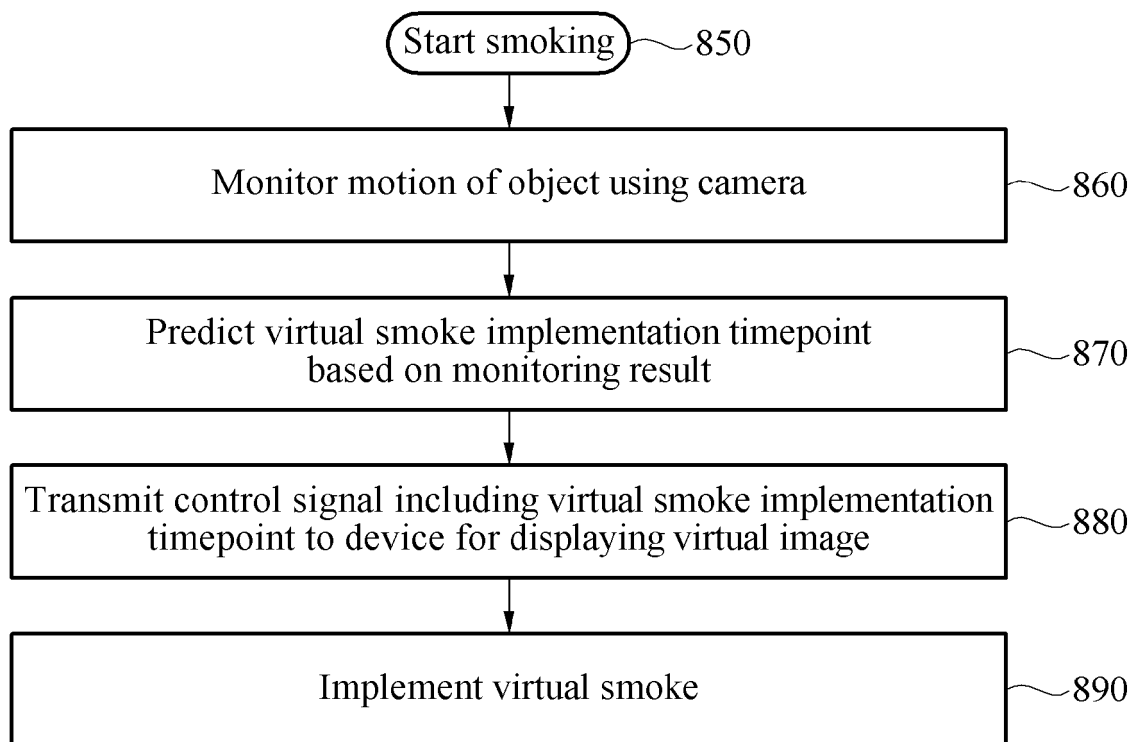 Start smoking 850
Monitor motion of object using camera
860
Predict virtual smoke implementation timepoint
based on monitoring result
870
Transmit control signal including virtual smoke implementation
timepoint to device for displaying virtual image
880
Implement virtual smoke
890